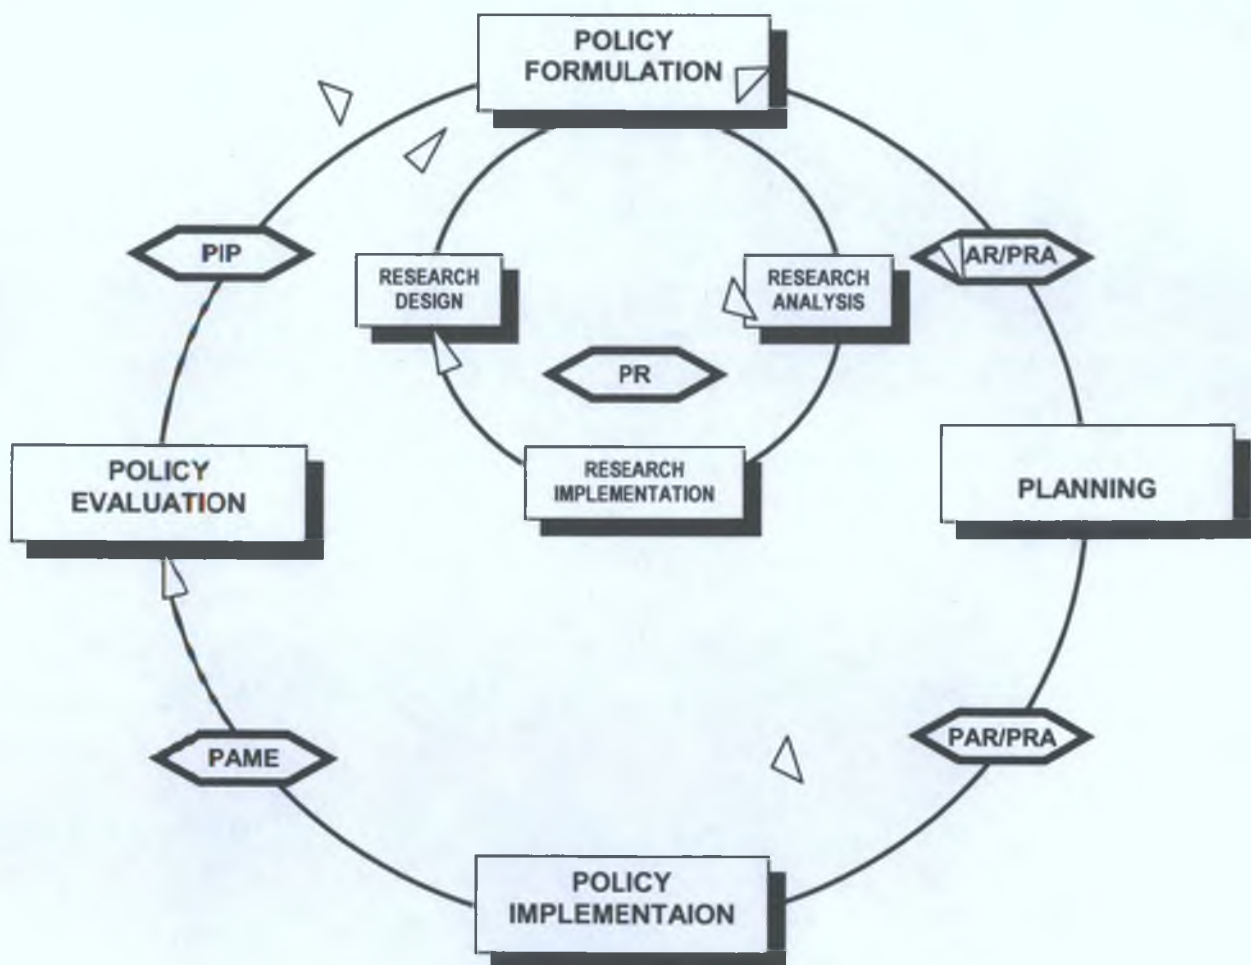 POLICY
FORMULATION
PIP
RESEARCH
DESIGN
RESEARCH
ANALYSIS
AR/PRA
PR
POLICY
EVALUATION
RESEARCH
IMPLEMENTATION
PLANNING
PAME
PAR/PRA
POLICY
IMPLEMENTAION